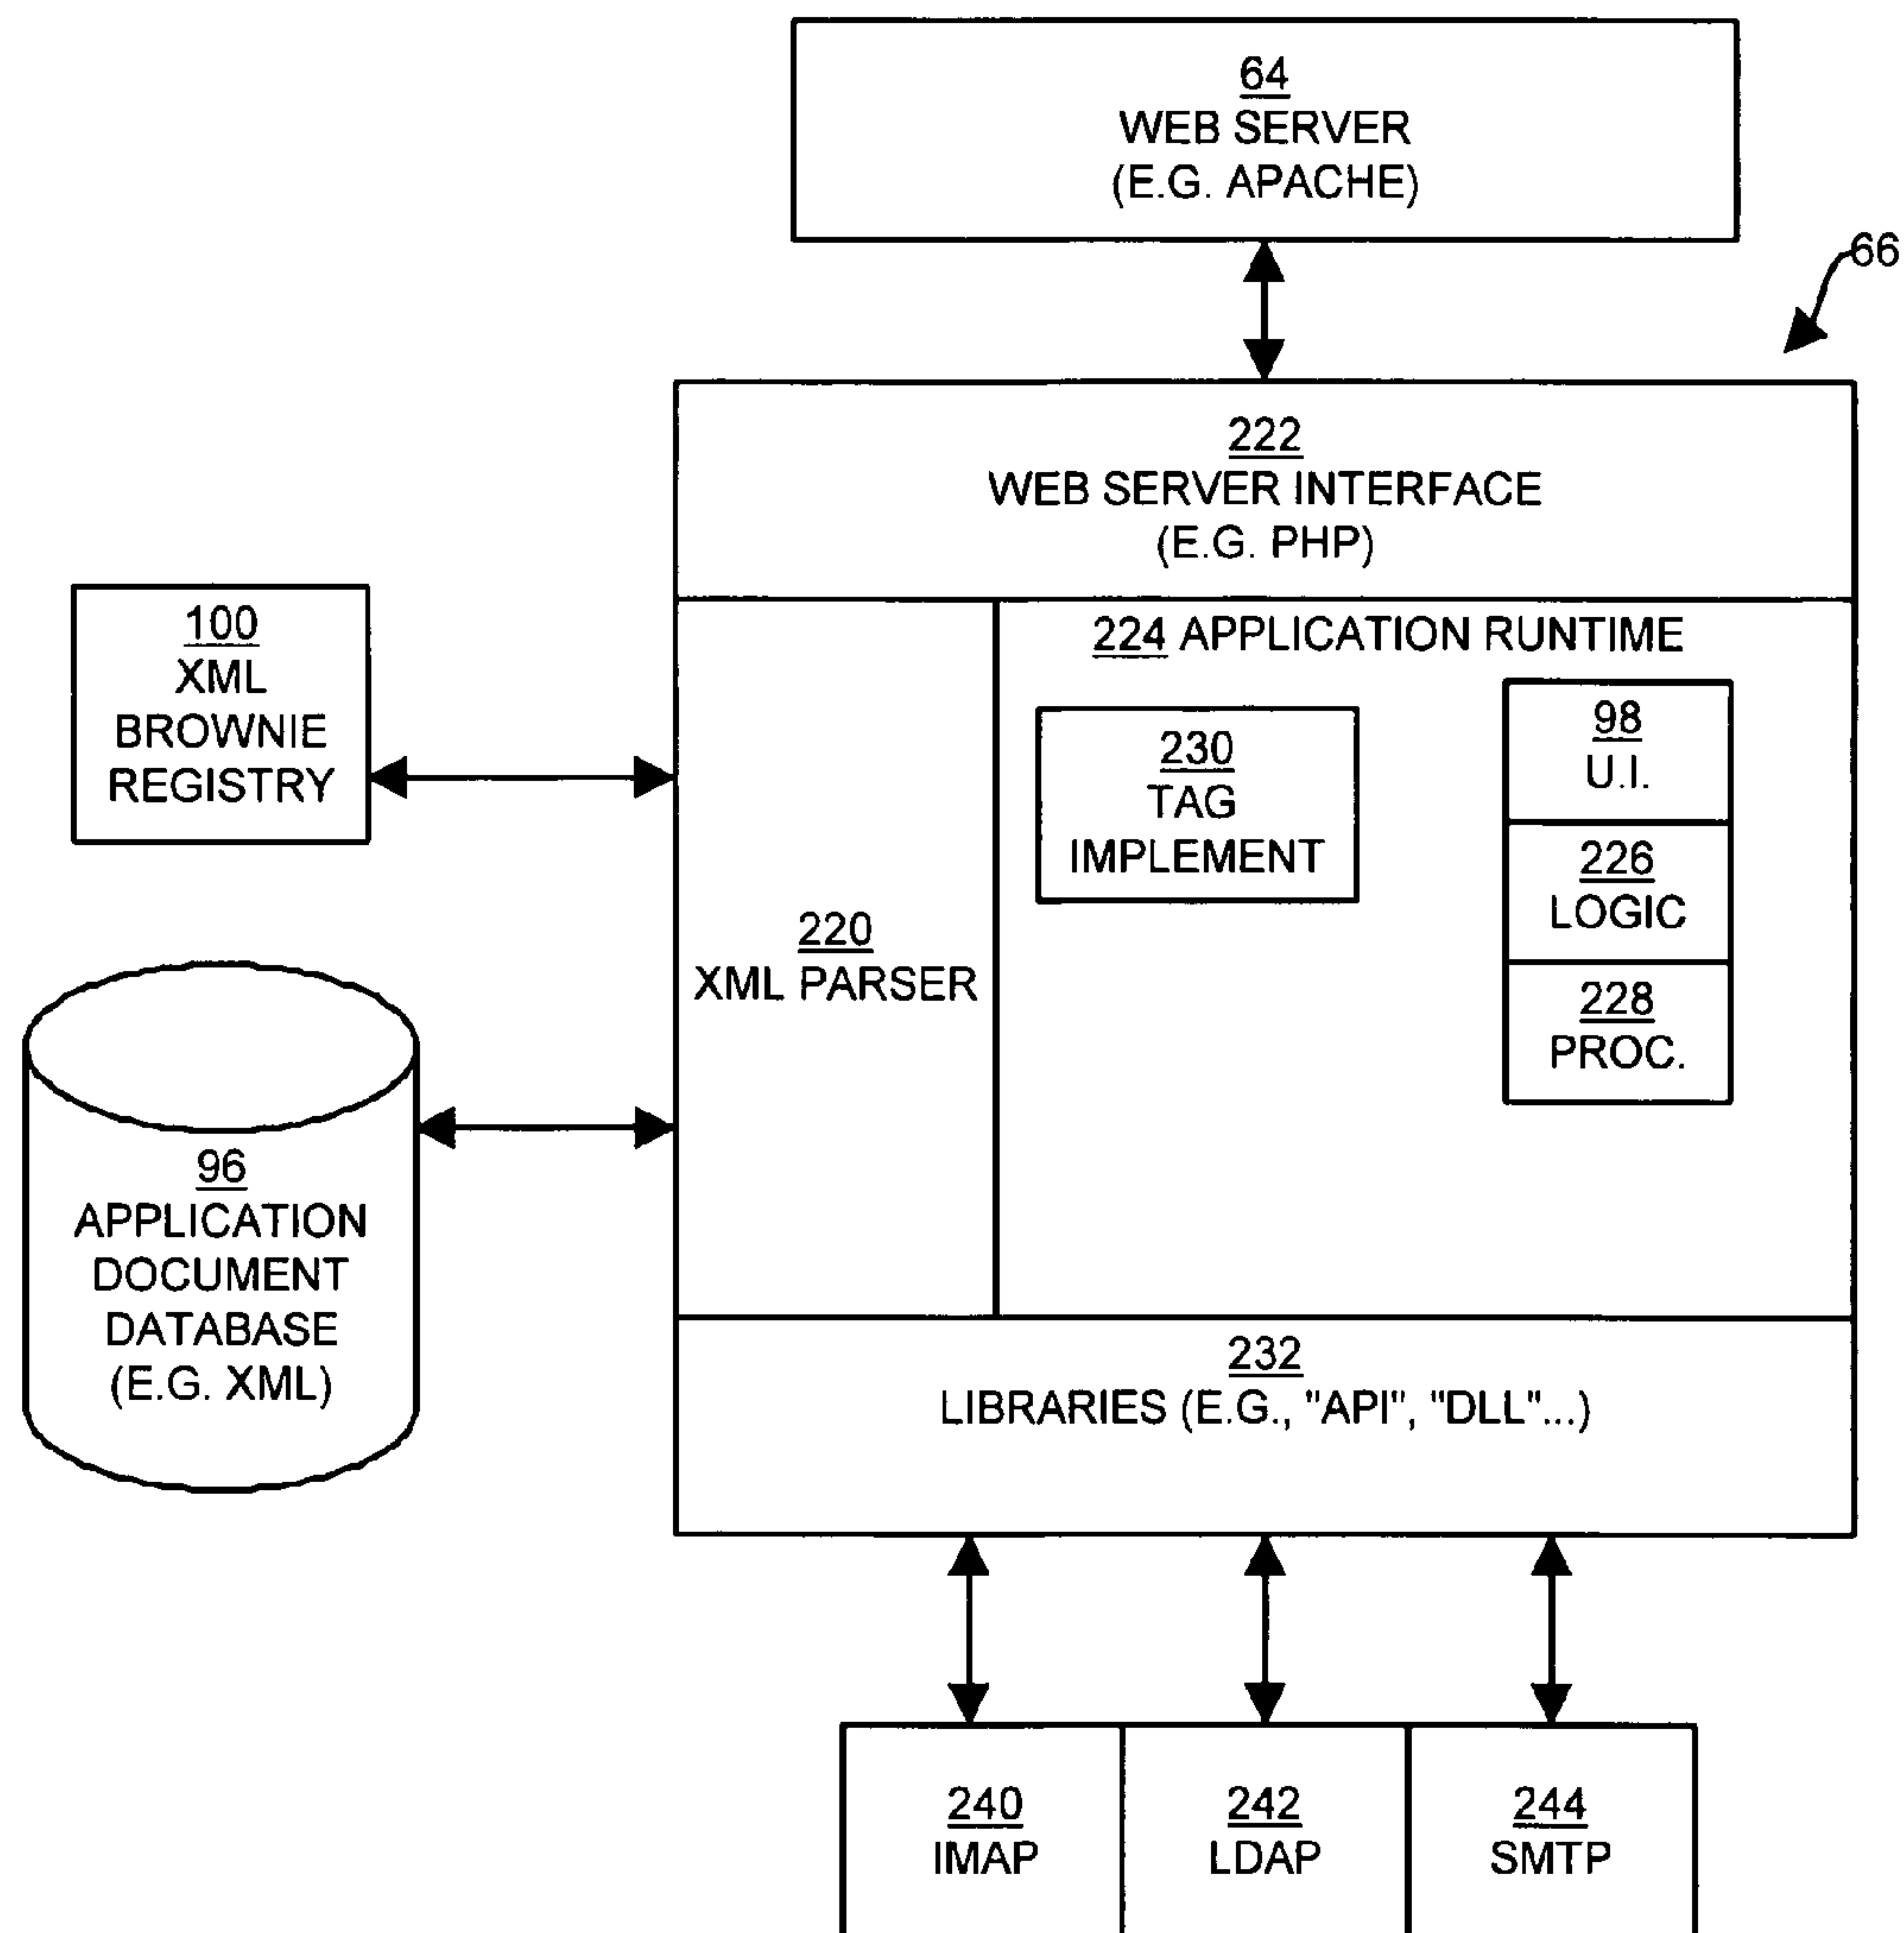 64
WEB SERVER
(E.G. APACHE)
66
222
WEB SERVER INTERFACE
(E.G. PHP)
100
XML
BROWNIE
REGISTRY
224 APPLICATION RUNTIME
230
TAG
IMPLEMENT
98
U.I.
226
LOGIC
228
PROC.
220
XML PARSER
96
APPLICATION
DOCUMENT
DATABASE
(E.G. XML)
232
LIBRARIES (E.G., "API", "DLL"...)
240
IMAP
242
LDAP
244
SMTP